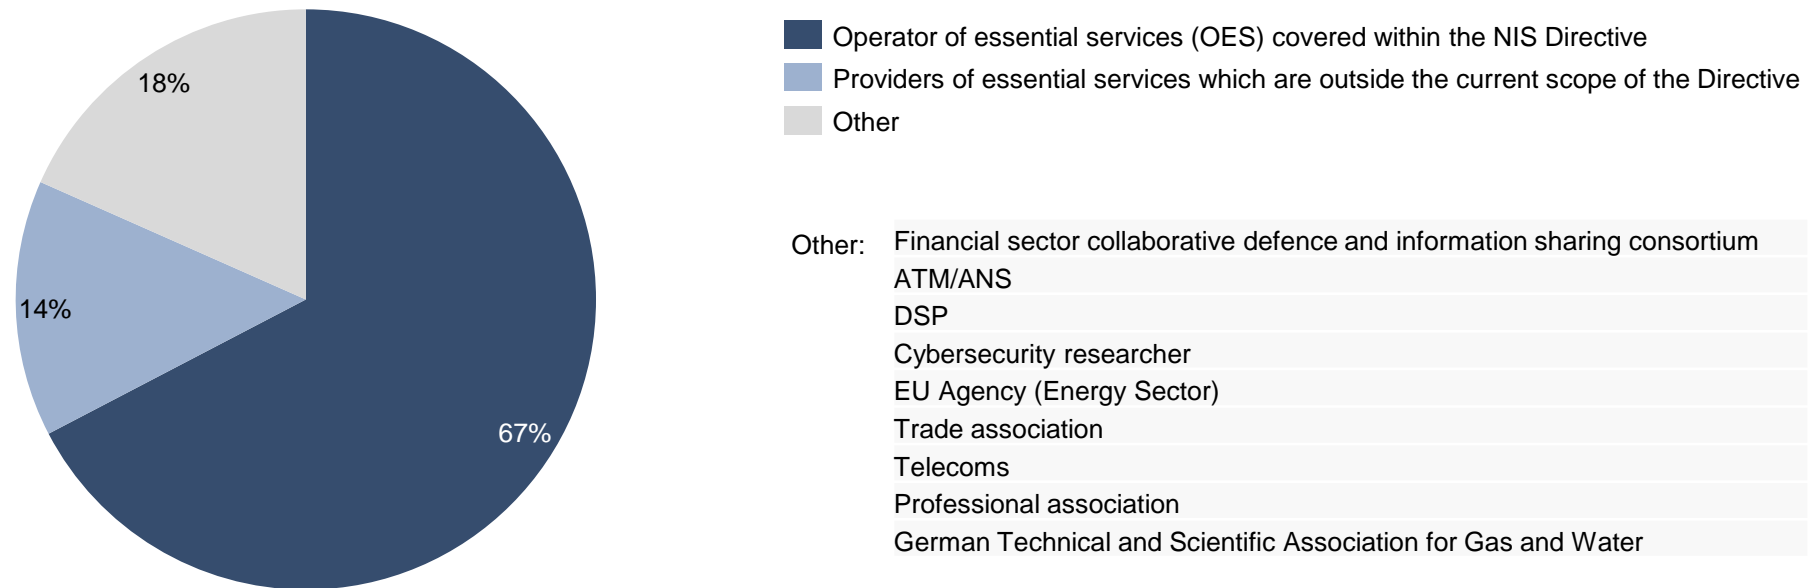 18%
14%
67%
Operator of essential services (OES) covered within the NIS Directive
Providers of essential services which are outside the current scope of the Directive
Other
Other:
Financial sector collaborative defence and information sharing consortium
ATM/ANS
DSP
Cybersecurity researcher
EU Agency (Energy Sector)
Trade association
Telecoms
Professional association
German Technical and Scientific Association for Gas and Water